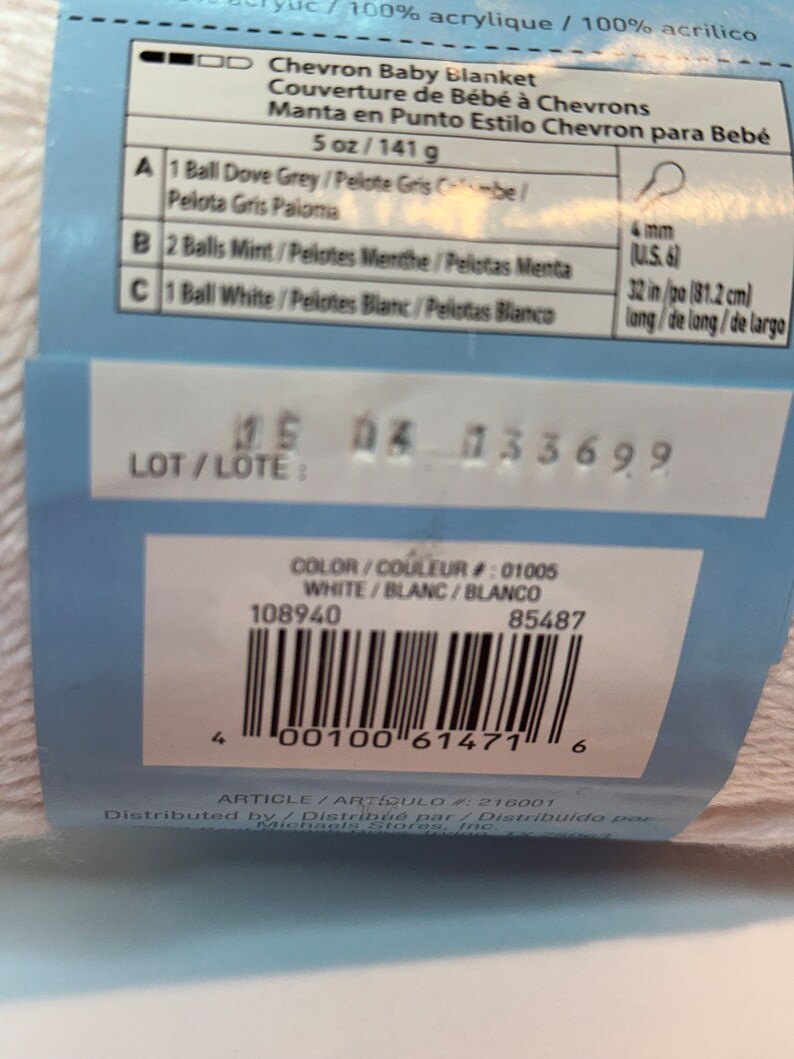 / 100% acrylique / 100% acrilico
Chevron Baby Blanket
Couverture de Bébé à Chevrons
Manta en Punto Estilo Chevron para Bebé
5 oz / 141 g
A 1 Ball Dove Grey / Pelote Gris Colombe /
Pelota Gris Paloma
B 2 Balls Mint / Pelotes Menthe / Pelotas Menta
C 1 Ball White / Pelotes Blanc / Pelotas Blanco
4 mm
(U.S. 6)
32 in /po (81.2 cm)
long / de long / de largo
15 04 133699
LOT / LOTE :
COLOR / COULEUR # : 01005
WHITE / BLANC / BLANCO
108940 85487
4 00100 61471 6
ARTICLE / ARTÍCULO #: 216001
Distributed by / Distribué par / Distribuido por
Michaels Stores, Inc.